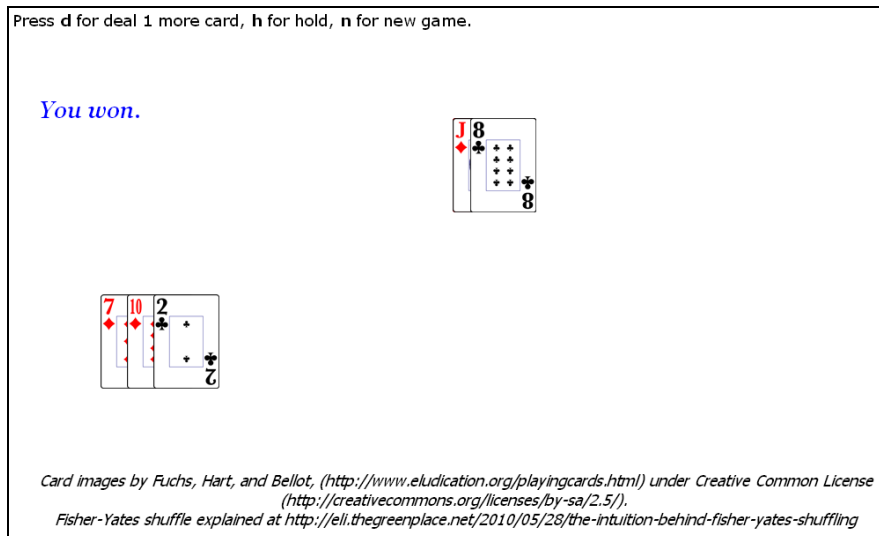 Press d for deal 1 more card, h for hold, n for new game.
You won.
J 8
8
7 10 2
2
Card images by Fuchs, Hart, and Bellot, (http://www.eludication.org/playingcards.html) under Creative Common License
(http://creativecommons.org/licenses/by-sa/2.5/).
Fisher-Yates shuffle explained at http://eli.thegreenplace.net/2010/05/28/the-intuition-behind-fisher-yates-shuffling